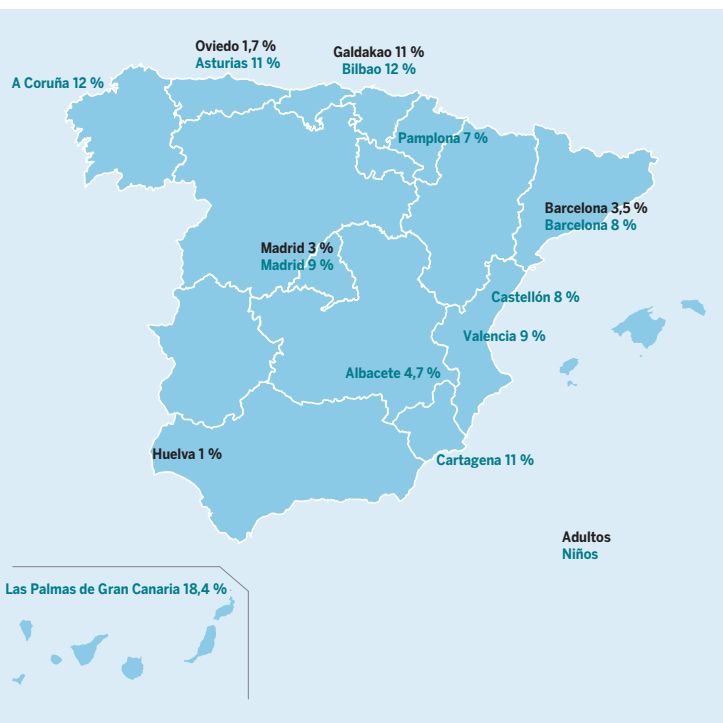 Oviedo 1,7 %
Asturias 11 %
Galdakao 11 %
Bilbao 12 %
A Coruña 12 %
Pamplona 7 %
Barcelona 3,5 %
Barcelona 8 %
Madrid 3 %
Madrid 9 %
Castellón 8 %
Valencia 9 %
Albacete 4,7 %
Huelva 1 %
Cartagena 11 %
Adultos
Niños
Las Palmas de Gran Canaria 18,4 %